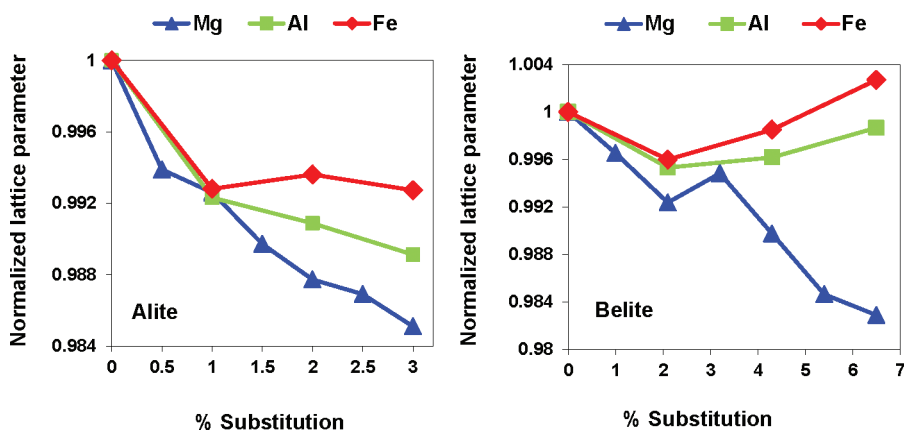 Mg Al Fe
Normalized lattice parameter
1
0.996
0.992
0.988
0.984
Alite
0 0.5 1 1.5 2 2.5 3
% Substitution
Mg Al Fe
Normalized lattice parameter
1.004
1
0.996
0.992
0.988
0.984
0.98
Belite
0 1 2 3 4 5 6 7
% Substitution